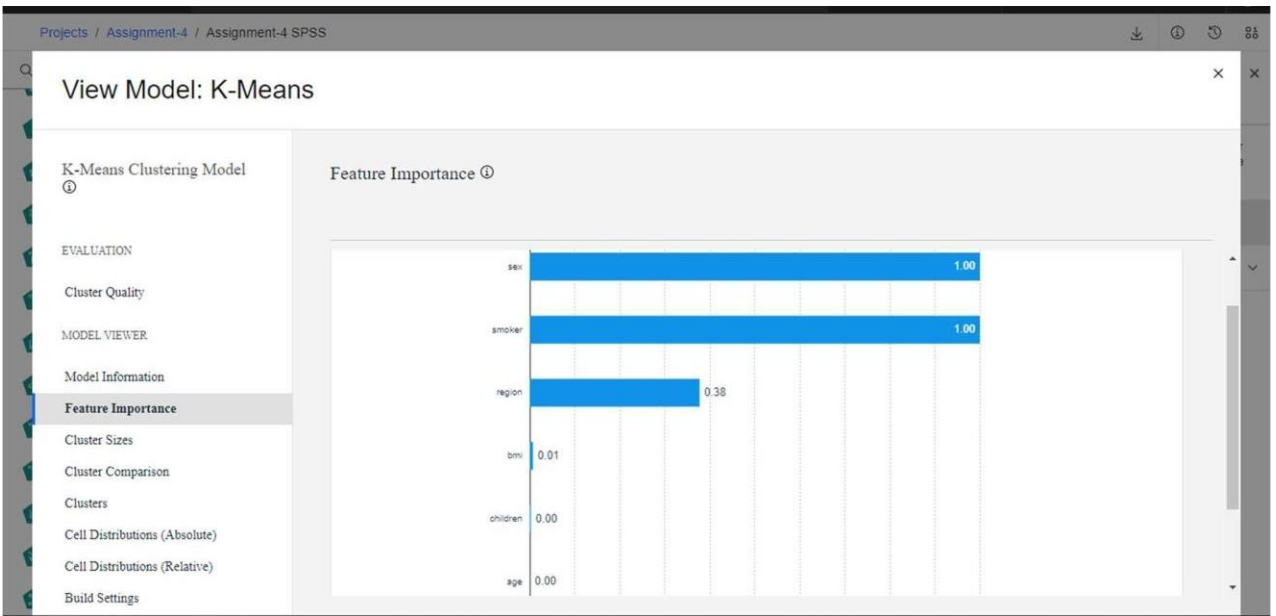 Projects / Assignment-4 / Assignment-4 SPSS
View Model: K-Means
K-Means Clustering Model
Feature Importance
EVALUATION
Cluster Quality
MODEL VIEWER
Model Information
Feature Importance
Cluster Sizes
Cluster Comparison
Clusters
Cell Distributions (Absolute)
Cell Distributions (Relative)
Build Settings
sex 1.00
smoker 1.00
region 0.38
bmi 0.01
children 0.00
age 0.00